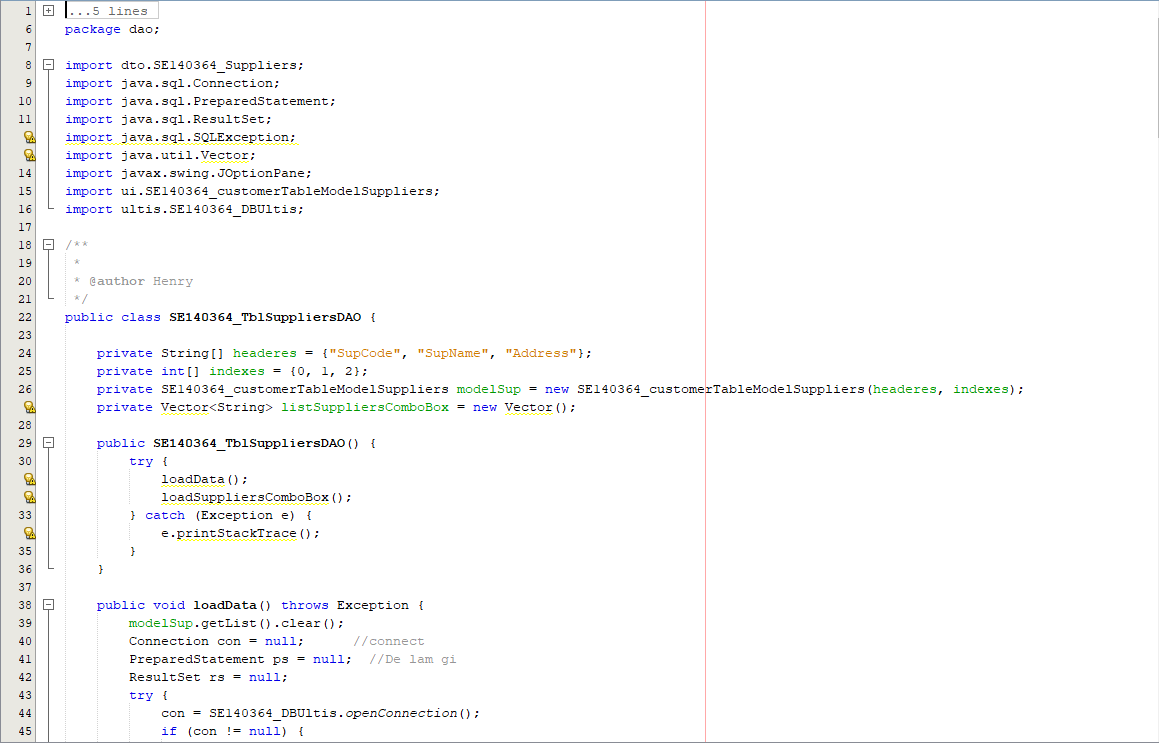 1 ...5 lines
6 package dao;
7
8 import dto.SE140364_Suppliers;
9 import java.sql.Connection;
10 import java.sql.PreparedStatement;
11 import java.sql.ResultSet;
import java.sql.SQLException;
import java.util.Vector;
14 import javax.swing.JOptionPane;
15 import ui.SE140364_customerTableModelSuppliers;
16 import ultis.SE140364_DBUltis;
17
18 /**
19  *
20  * @author Henry
21  */
22 public class SE140364_TblSuppliersDAO {
23
24     private String[] headeres = {"SupCode", "SupName", "Address"};
25     private int[] indexes = {0, 1, 2};
26     private SE140364_customerTableModelSuppliers modelSup = new SE140364_customerTableModelSuppliers(headeres, indexes);
    private Vector<String> listSuppliersComboBox = new Vector();
28
29     public SE140364_TblSuppliersDAO() {
30         try {
            loadData();
            loadSuppliersComboBox();
33         } catch (Exception e) {
            e.printStackTrace();
35         }
36     }
37
38     public void loadData() throws Exception {
39         modelSup.getList().clear();
40         Connection con = null;      //connect
41         PreparedStatement ps = null;  //De lam gi
42         ResultSet rs = null;
43         try {
44             con = SE140364_DBUltis.openConnection();
45             if (con != null) {